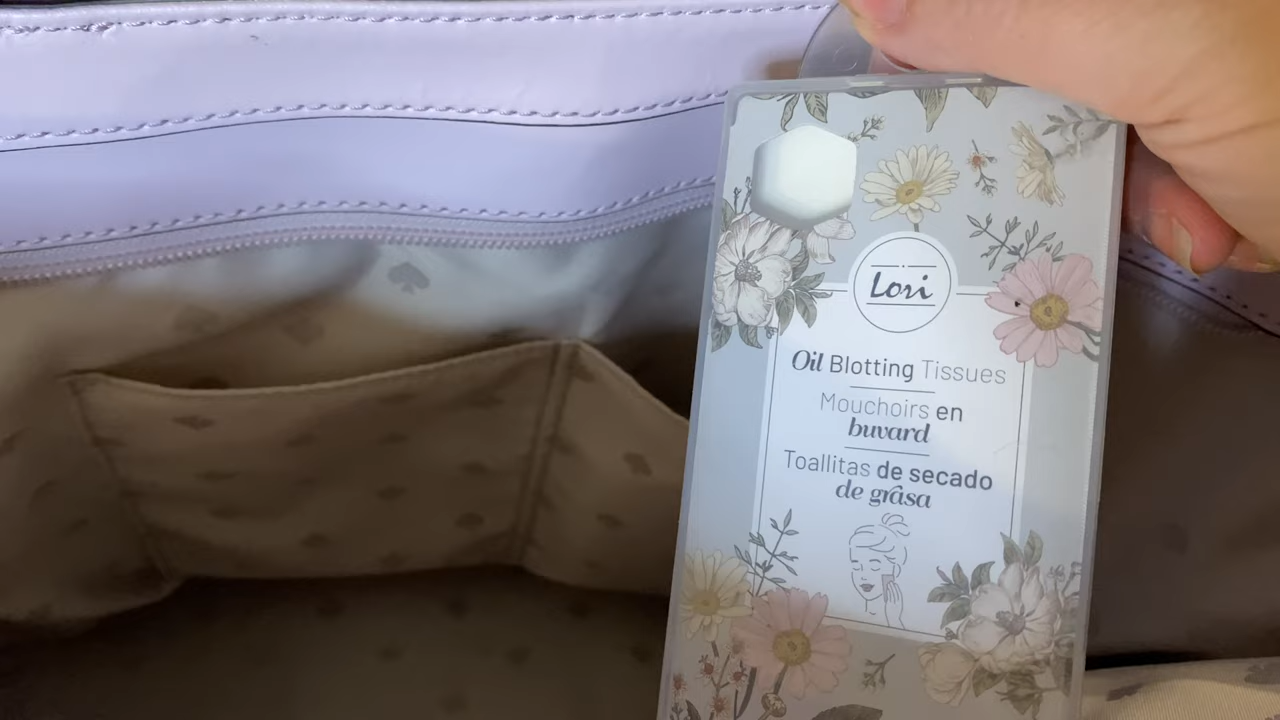 Lori
Oil Blotting Tissues
Mouchoirs en
buvard
Toallitas de secado
de grasa